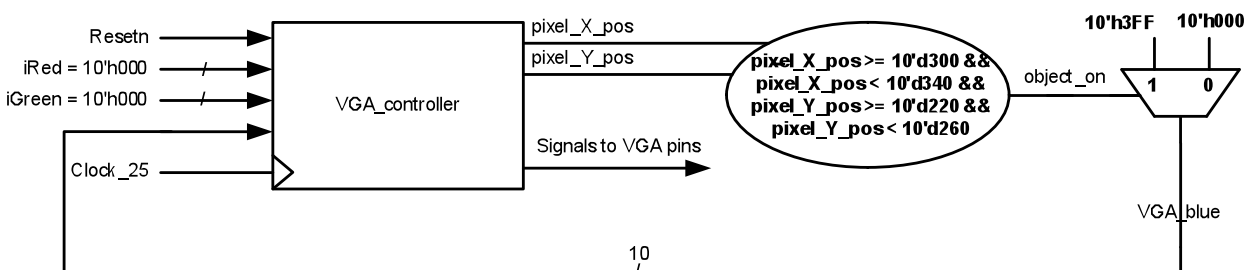 10'h3FF 10'h000
Resetn
iRed = 10'h000
iGreen = 10'h000
Clock_25
VGA_controller
pixel_X_pos
pixel_Y_pos
Signals to VGA pins
pixel_X_pos >= 10'd300 &&
pixel_X_pos < 10'd340 &&
pixel_Y_pos >= 10'd220 &&
pixel_Y_pos < 10'd260
object_on
1 0
VGA_blue
10